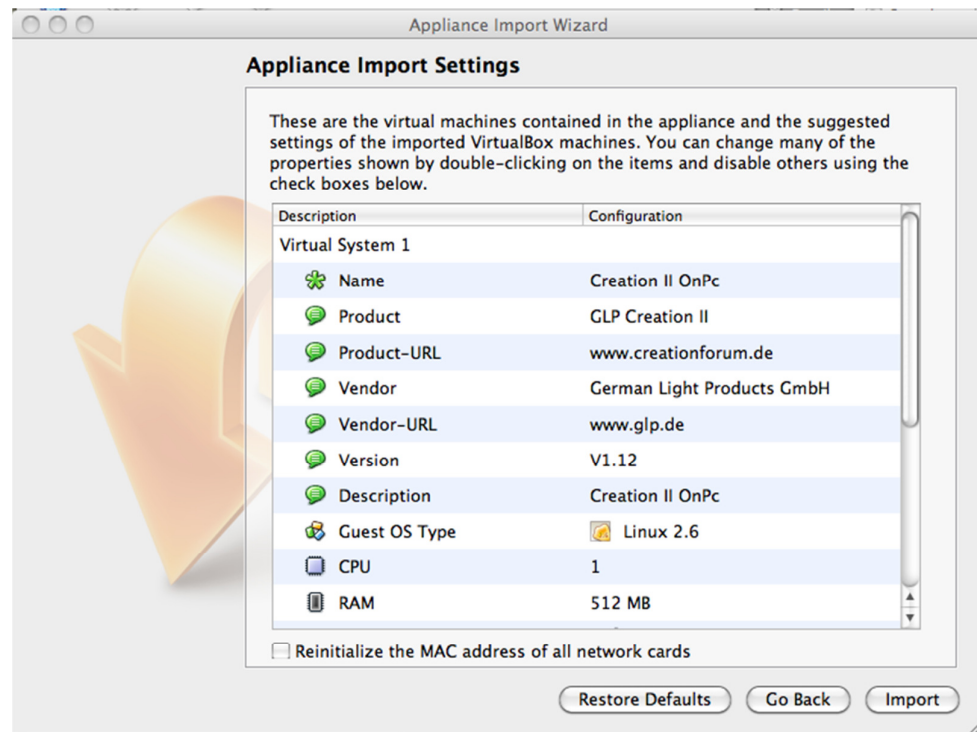 Appliance Import Wizard
Appliance Import Settings
These are the virtual machines contained in the appliance and the suggested
settings of the imported VirtualBox machines. You can change many of the
properties shown by double-clicking on the items and disable others using the
check boxes below.
Description Configuration
Virtual System 1
Name Creation II OnPc
Product GLP Creation II
Product-URL www.creationforum.de
Vendor German Light Products GmbH
Vendor-URL www.glp.de
Version V1.12
Description Creation II OnPc
Guest OS Type Linux 2.6
CPU 1
RAM 512 MB
Reinitialize the MAC address of all network cards
Restore Defaults Go Back Import